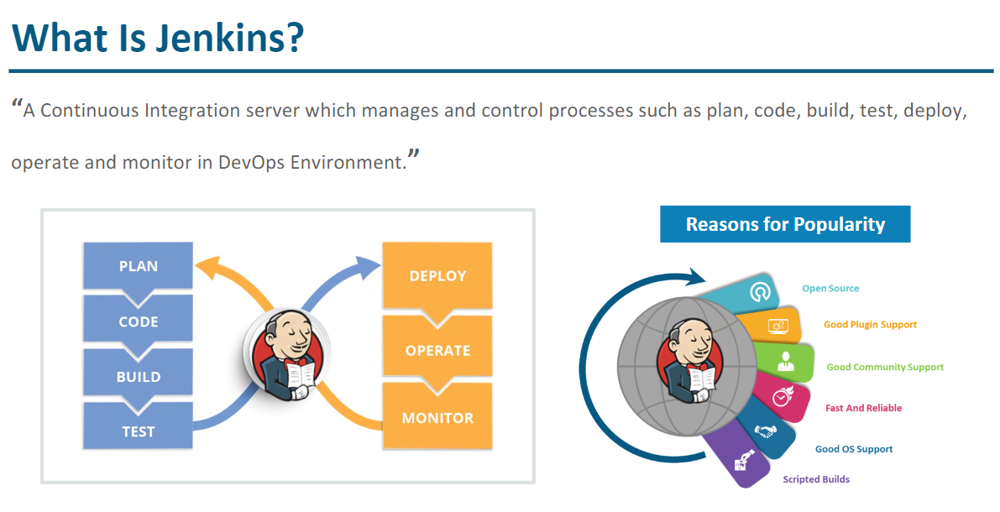 What Is Jenkins?
“A Continuous Integration server which manages and control processes such as plan, code, build, test, deploy,
operate and monitor in DevOps Environment.”
PLAN
CODE
BUILD
TEST
DEPLOY
OPERATE
MONITOR
Reasons for Popularity
Open Source
Good Plugin Support
Good Community Support
Fast And Reliable
Good OS Support
Scripted Builds